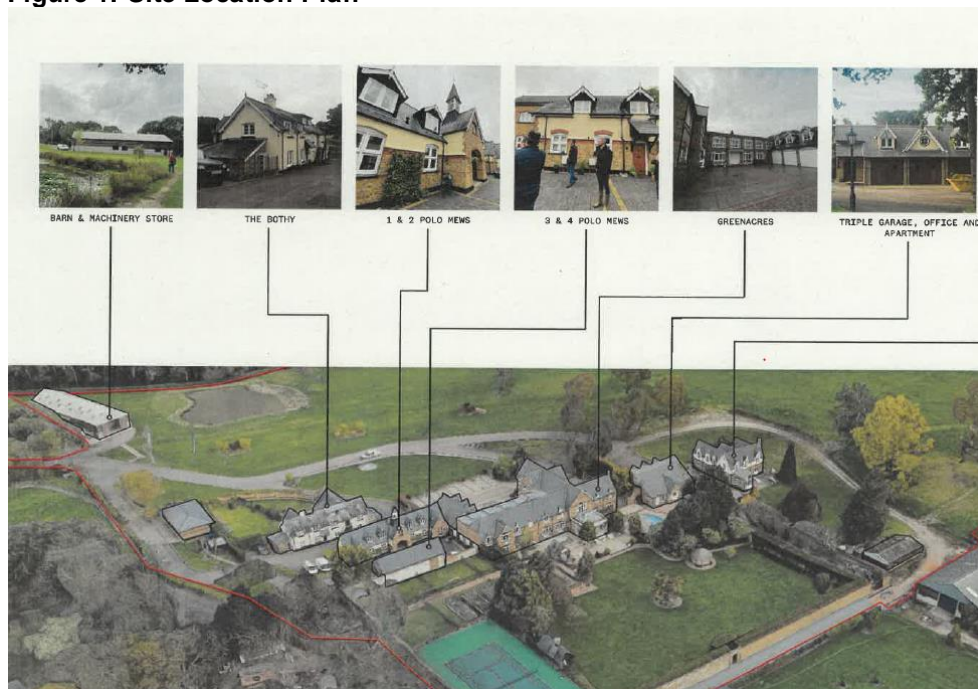 Figure 1: Site Location Plan
BARN & MACHINERY STORE
THE BOTHY
1 & 2 POLO MEWS
3 & 4 POLO MEWS
GREENACRES
TRIPLE GARAGE, OFFICE AND
APARTMENT